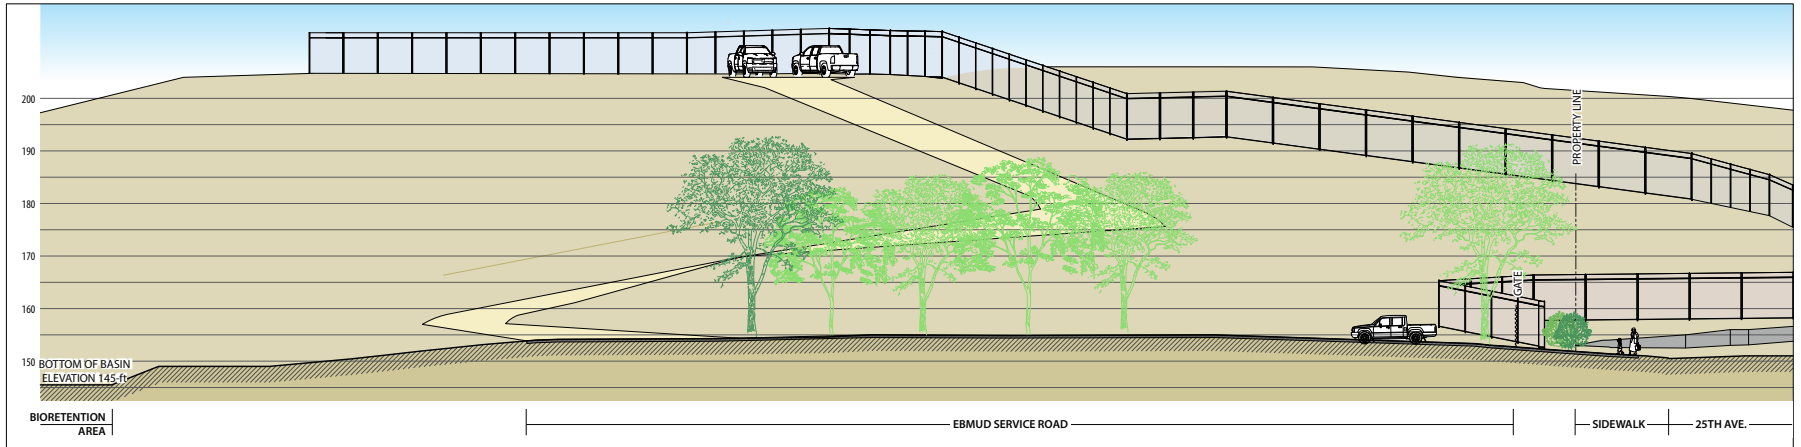 200
190
180
170
160
150
PROPERTY LINE
GATE
BOTTOM OF BASIN
ELEVATION 145-ft
BIORETENTION
AREA
EBMUD SERVICE ROAD
SIDEWALK
25TH AVE.